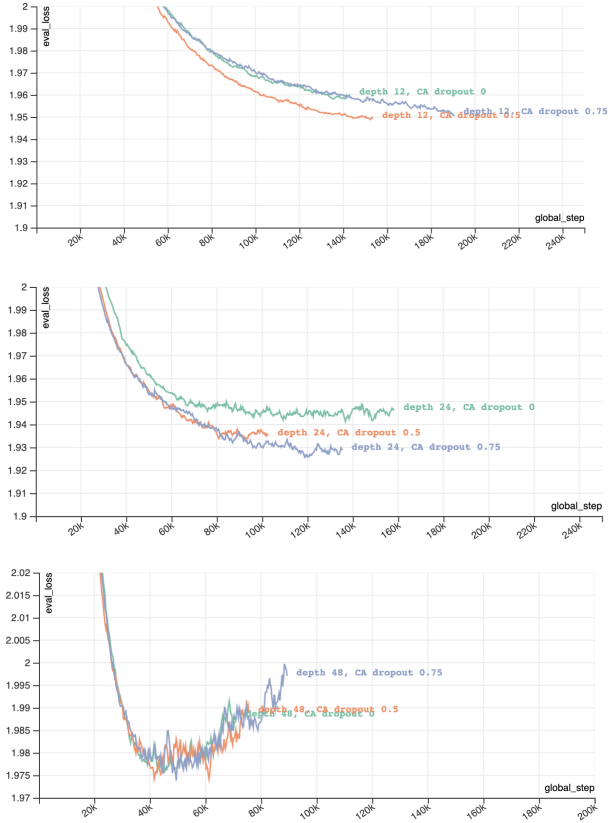 2
1.99
1.98
1.97
1.96
1.95
1.94
1.93
1.92
1.91
1.9
eval_loss
depth 12, CA dropout 0
depth 12, CA dropout 0.75
depth 12, CA dropout 0.5
global_step
20k 40k 60k 80k 100k 120k 140k 160k 180k 200k 220k 240k
2
1.99
1.98
1.97
1.96
1.95
1.94
1.93
1.92
1.91
1.9
eval_loss
depth 24, CA dropout 0
depth 24, CA dropout 0.5
depth 24, CA dropout 0.75
global_step
20k 40k 60k 80k 100k 120k 140k 160k 180k 200k 220k 240k
2.02
2.015
2.01
2.005
2
1.995
1.99
1.985
1.98
1.975
1.97
eval_loss
depth 48, CA dropout 0.75
depth 48, CA dropout 0.5
depth 48, CA dropout 0
global_step
20k 40k 60k 80k 100k 120k 140k 160k 180k 200k